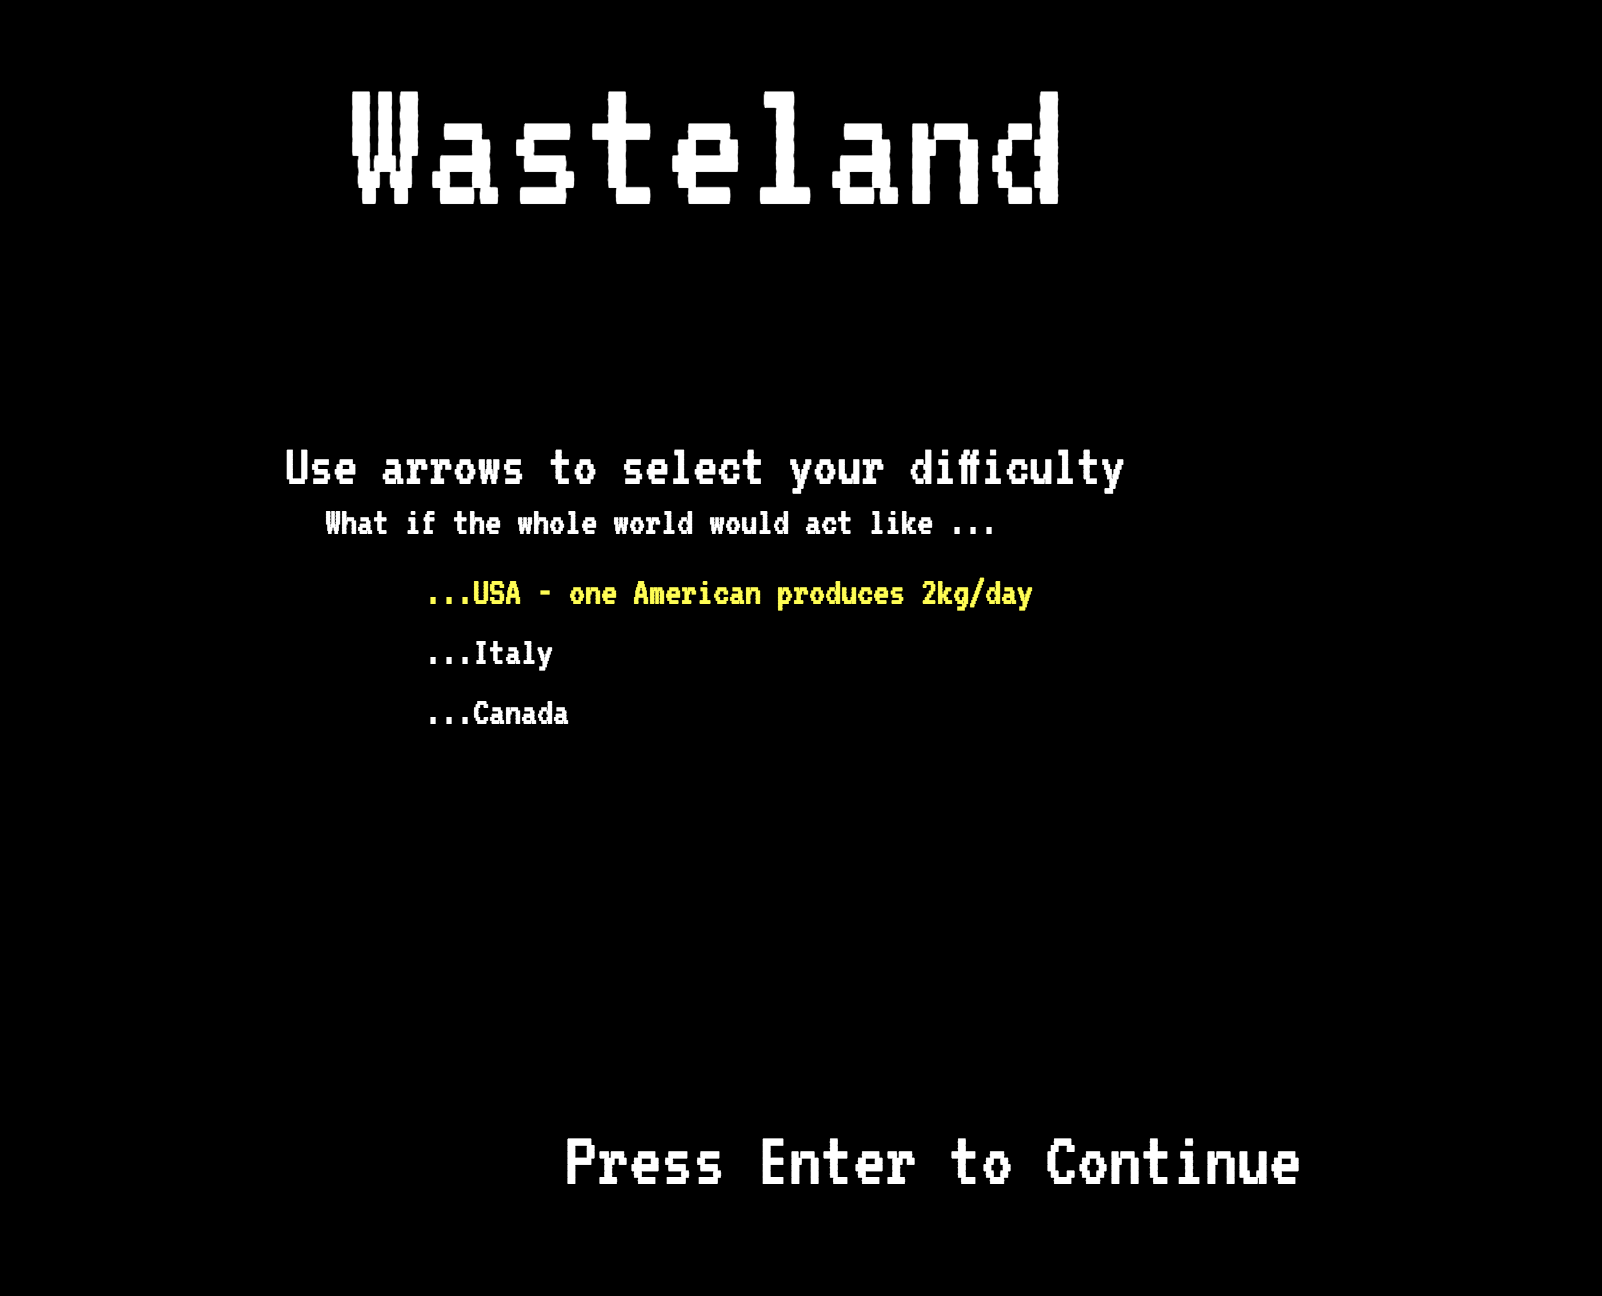 Wasteland
Use arrows to select your difficulty
What if the whole world would act like ...
...USA - one American produces 2kg/day
...Italy
...Canada
Press Enter to Continue